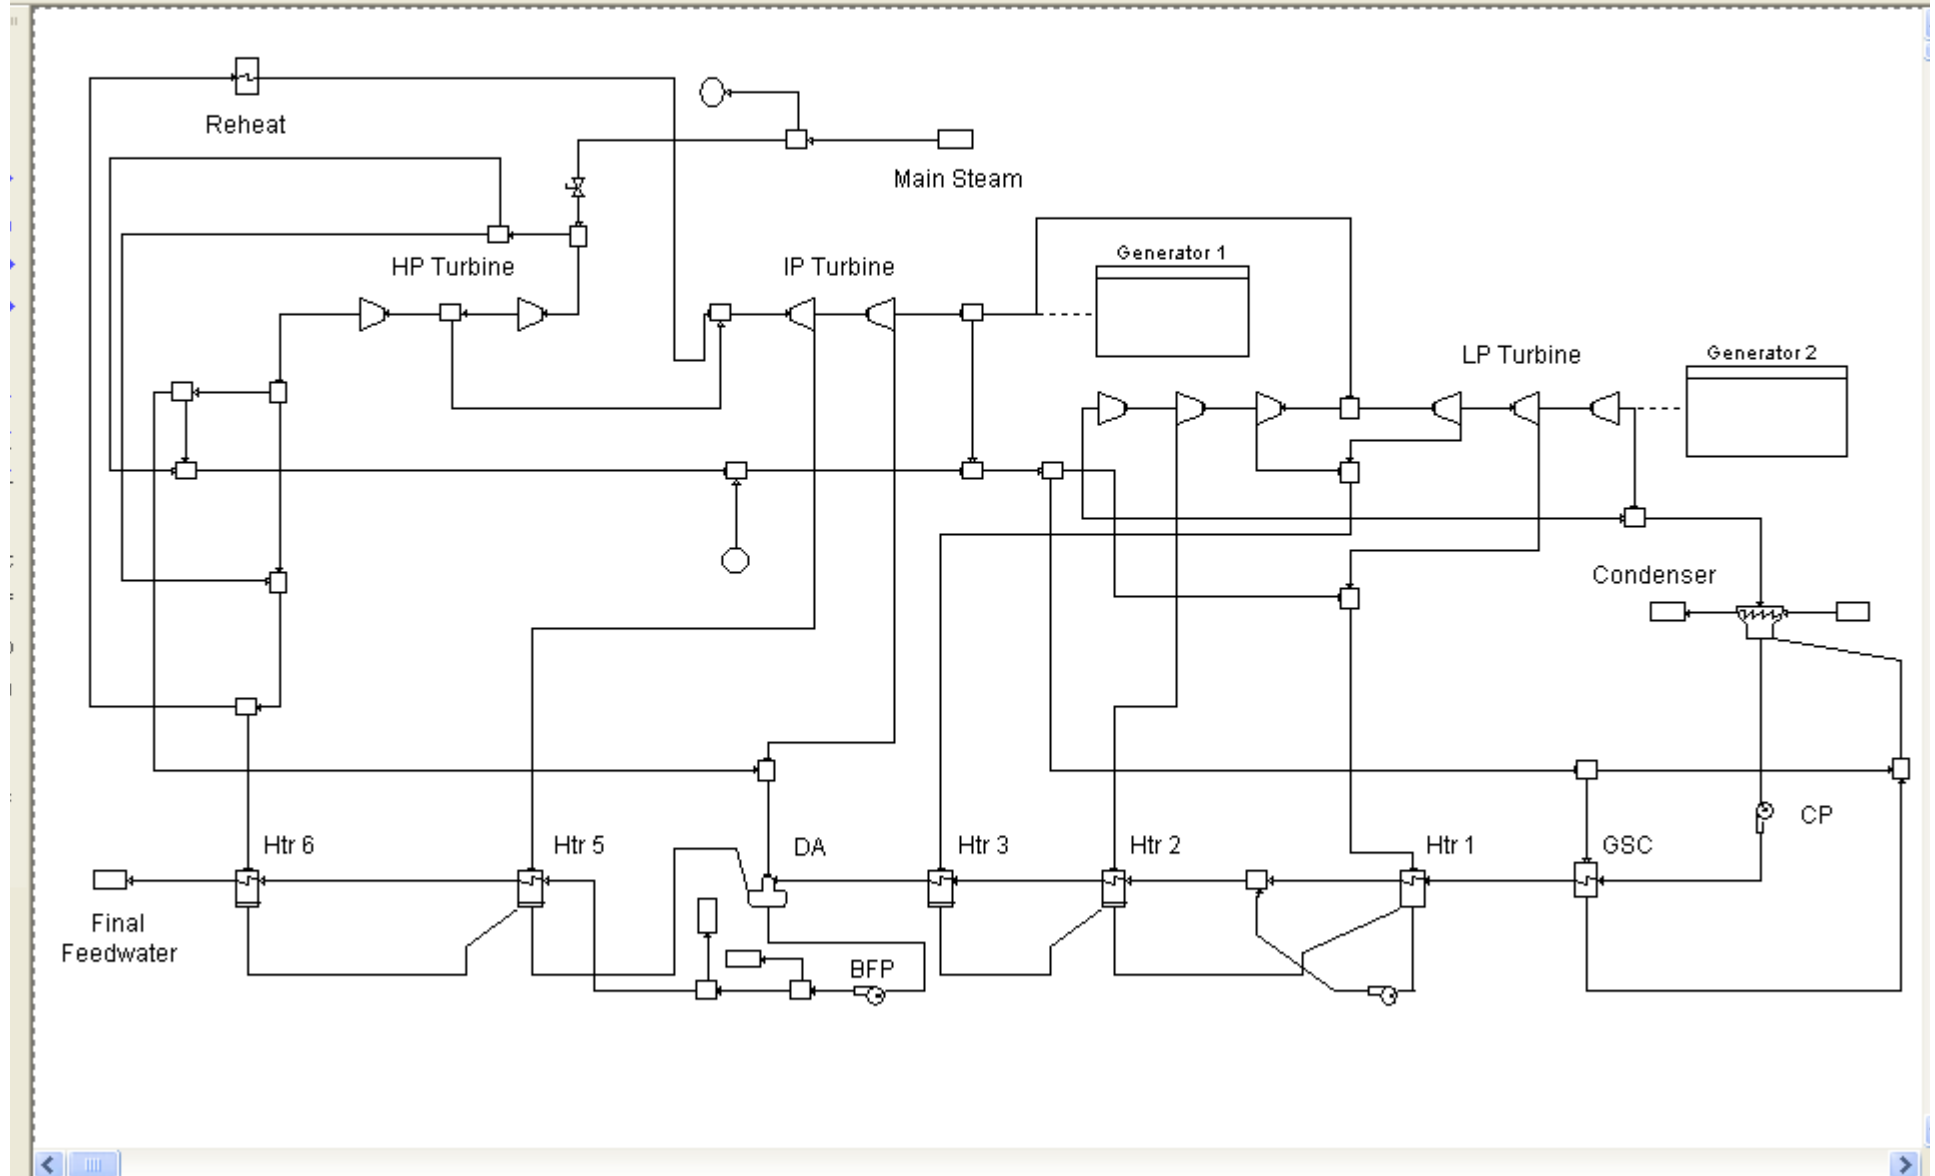 Reheat
Main Steam
HP Turbine
IP Turbine
Generator 1
LP Turbine
Generator 2
Condenser
CP
Htr 6
Htr 5
DA
Htr 3
Htr 2
Htr 1
GSC
Final
Feedwater
BFP